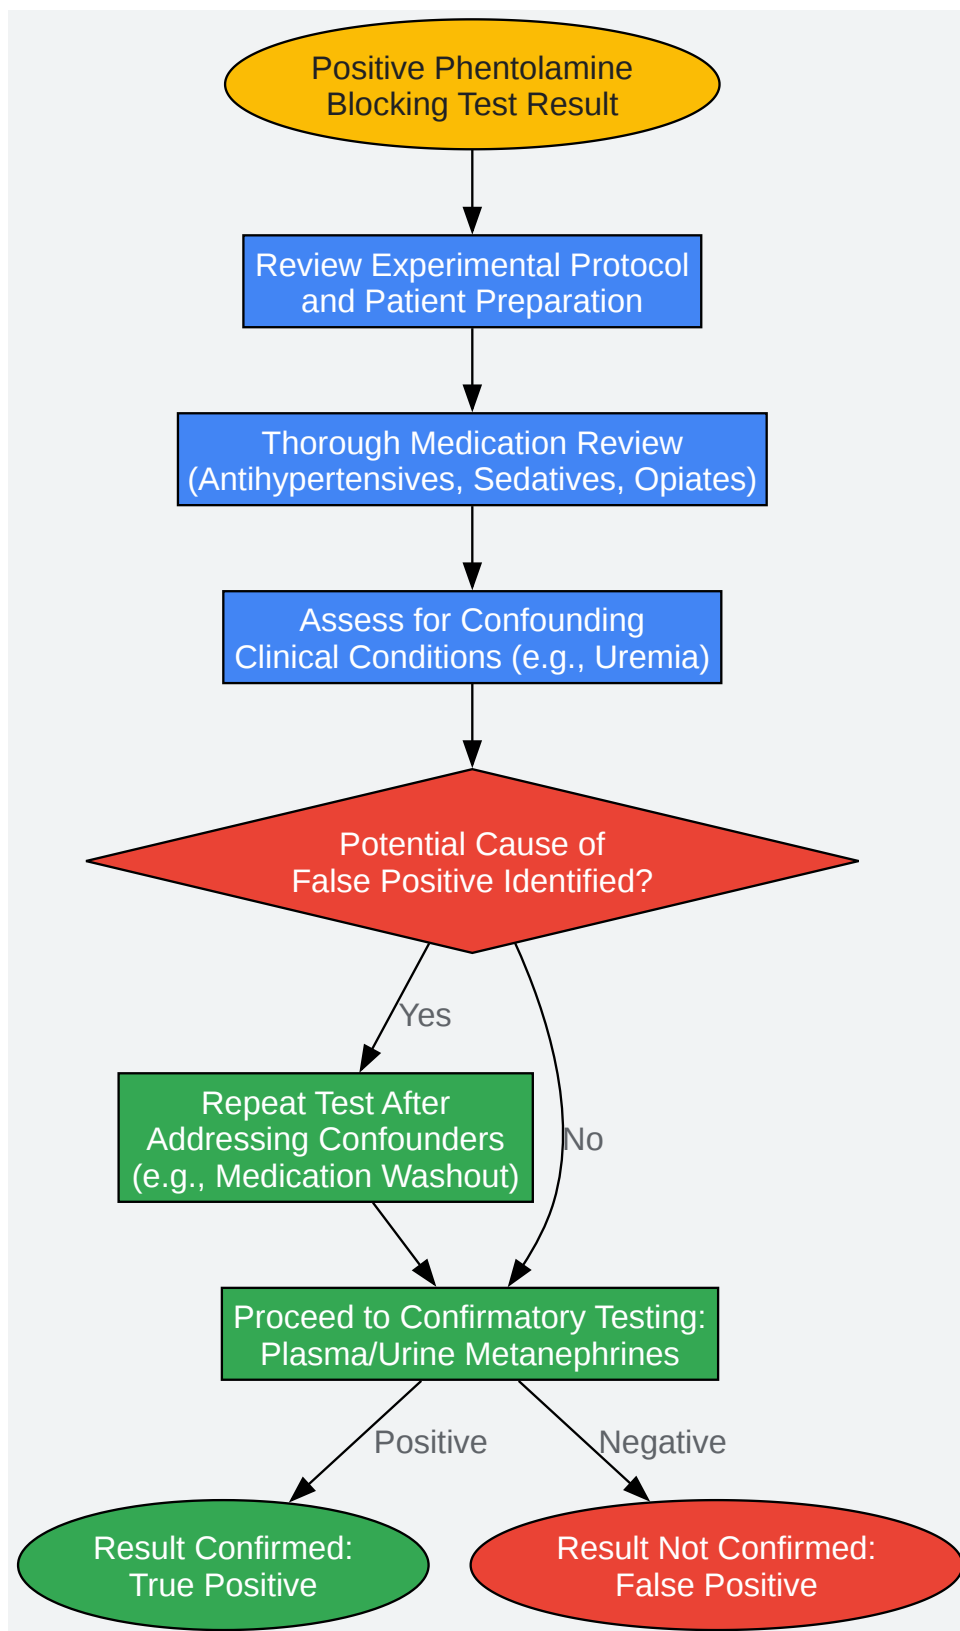 Positive Phentolamine
Blocking Test Result
Review Experimental Protocol
and Patient Preparation
Thorough Medication Review
(Antihypertensives, Sedatives, Opiates)
Assess for Confounding
Clinical Conditions (e.g., Uremia)
Potential Cause of
False Positive Identified?
Yes
Repeat Test After
Addressing Confounders
(e.g., Medication Washout)
No
Proceed to Confirmatory Testing:
Plasma/Urine Metanephrines
Positive
Negative
Result Confirmed:
True Positive
Result Not Confirmed:
False Positive